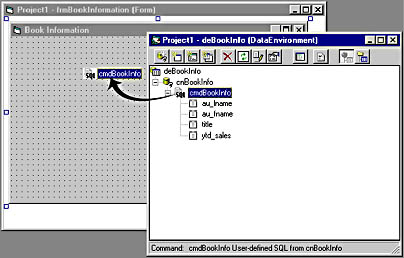 Project1 - frmBookInformation (Form)
Book Information
SQL cmdBookInfo
Project1 - deBookInfo (DataEnvironment)
deBookInfo
cnBookInfo
SQL cmdBookInfo
au_lname
au_lname
title
ytd_sales
Command: cmdBookInfo User-defined SQL from cnBookInfo